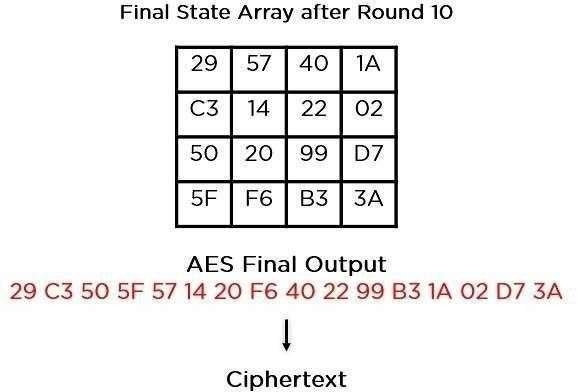 Final State Array after Round 10
29 57 40 1A
C3 14 22 02
50 20 99 D7
5F F6 B3 3A
AES Final Output
29 C3 50 5F 57 14 20 F6 40 22 99 B3 1A 02 D7 3A
Ciphertext